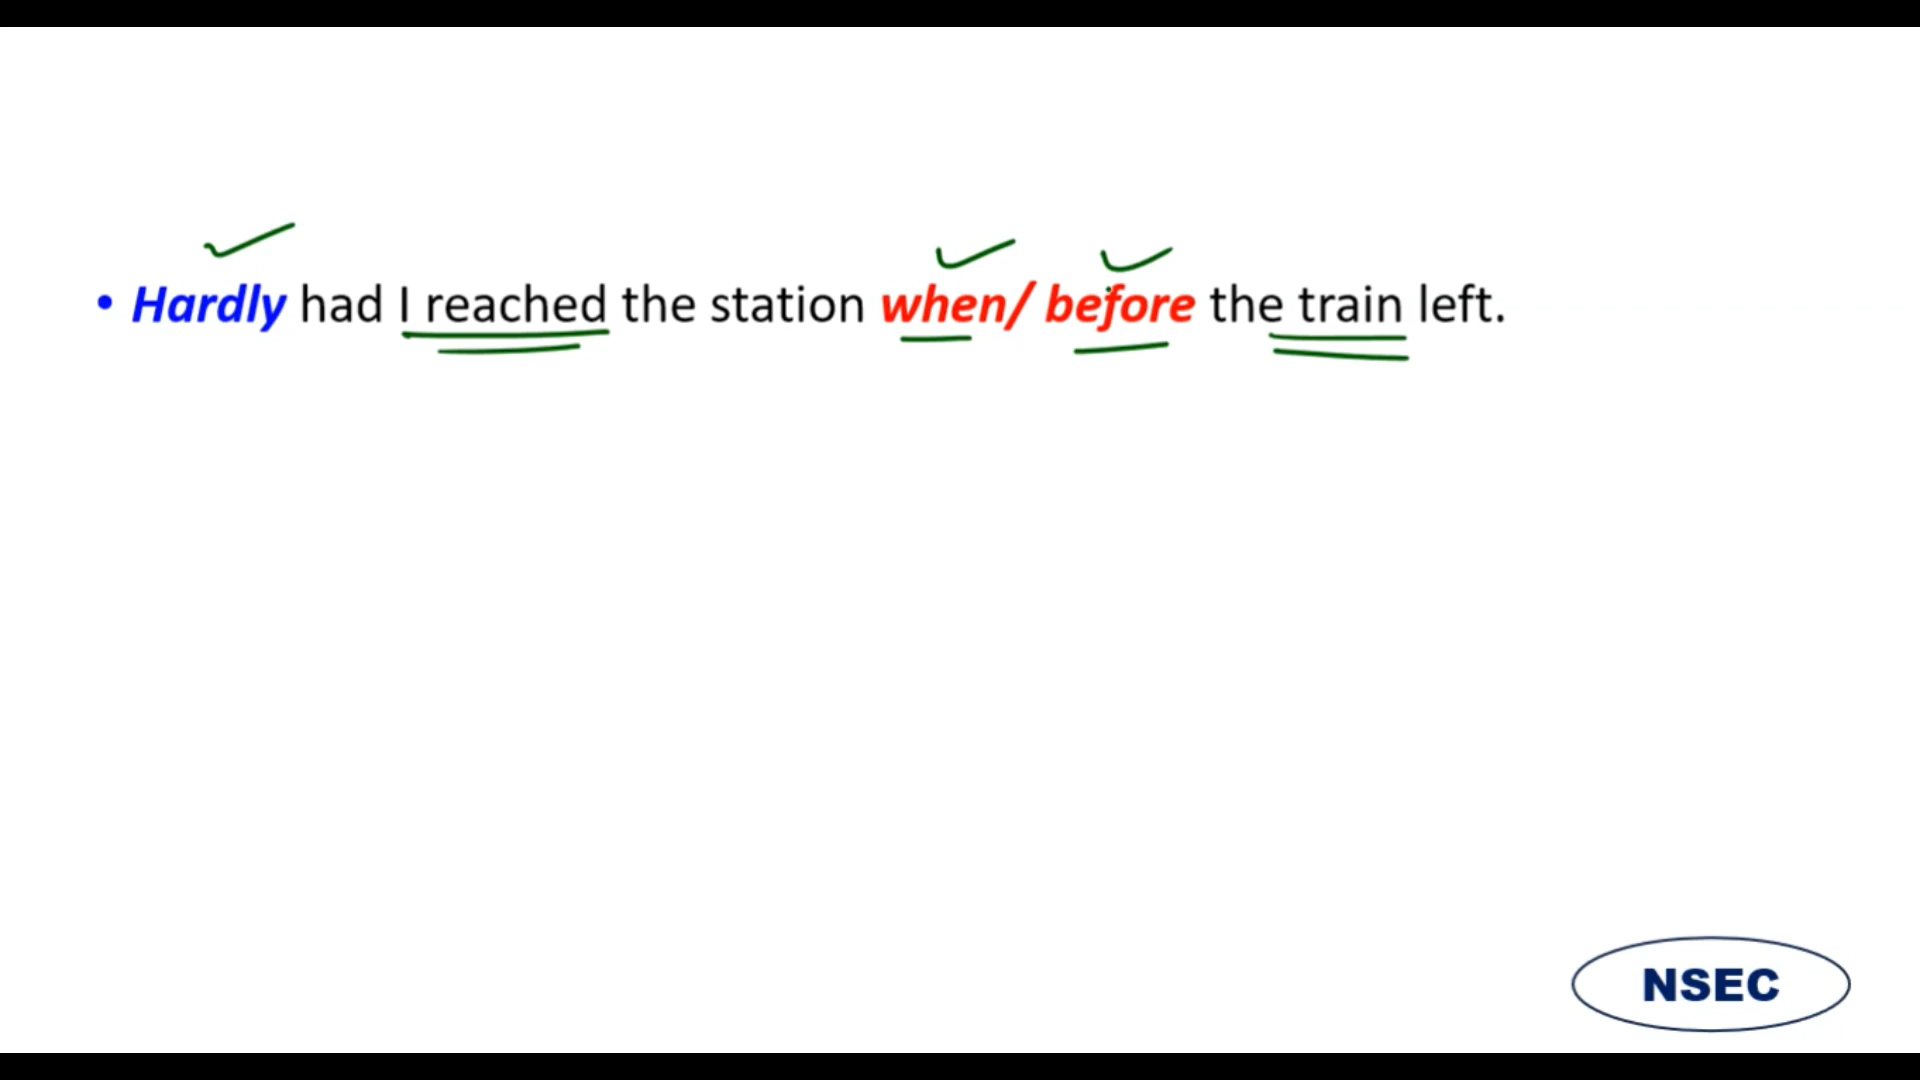 • Hardly had I reached the station when/ before the train left.
NSEC